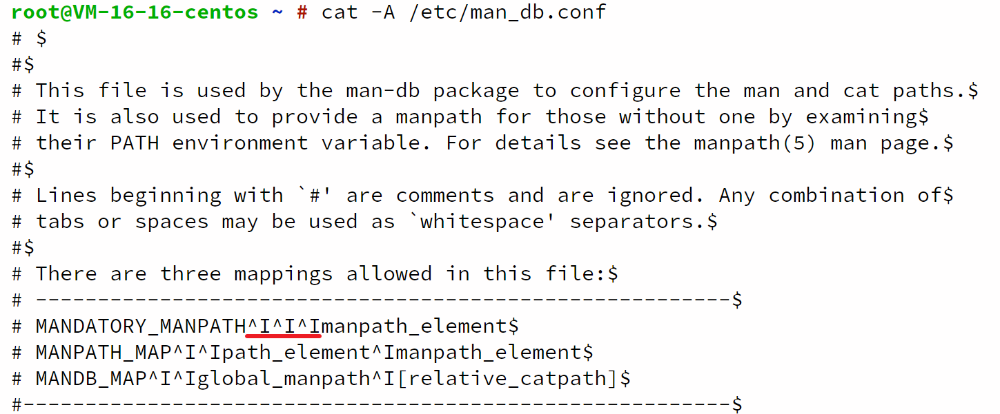 root@VM-16-16-centos ~ # cat -A /etc/man_db.conf
# $
#$
# This file is used by the man-db package to configure the man and cat paths.$
# It is also used to provide a manpath for those without one by examining$
# their PATH environment variable. For details see the manpath(5) man page.$
#$
# Lines beginning with `#' are comments and are ignored. Any combination of$
# tabs or spaces may be used as `whitespace' separators.$
#$
# There are three mappings allowed in this file:$
# --------------------------------------------------------$
# MANDATORY_MANPATH^I^I^Imanpath_element$
# MANPATH_MAP^I^Ipath_element^Imanpath_element$
# MANDB_MAP^I^Iglobal_manpath^I[relative_catpath]$
#---------------------------------------------------------$